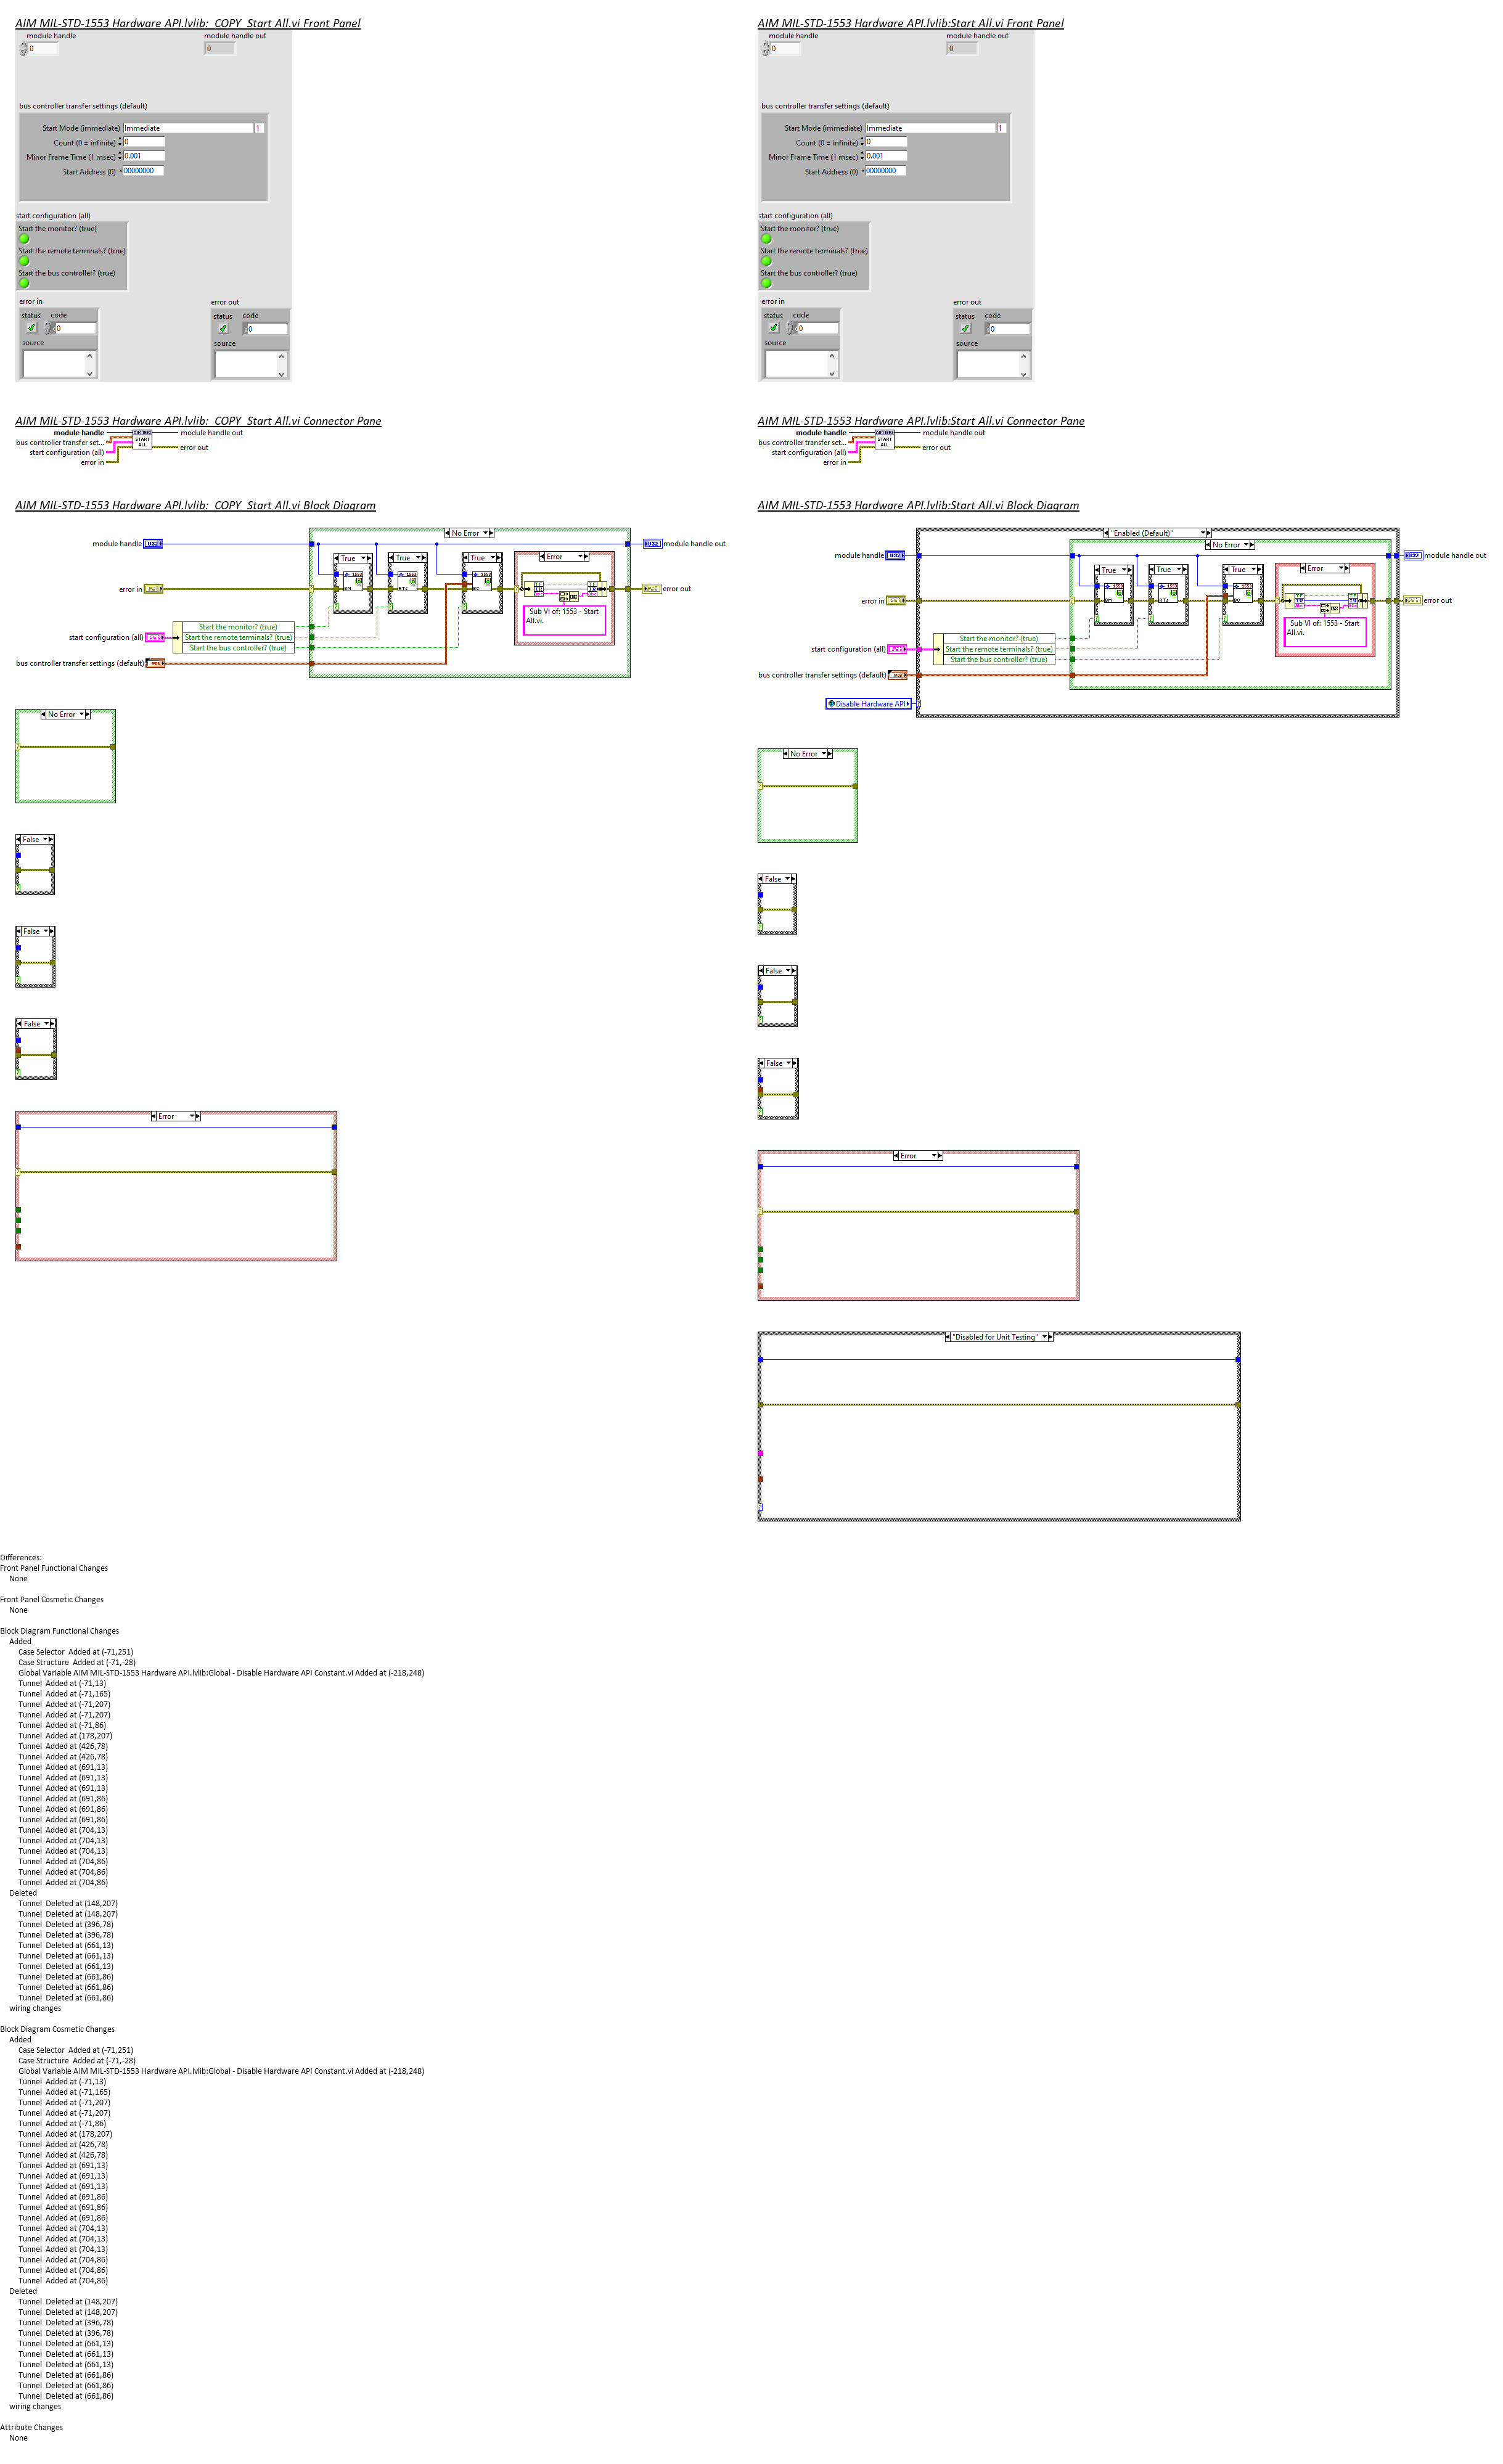 AIM MIL-STD-1553 Hardware API.lvlib:_COPY_Start All.vi Front Panel
module handle
module handle out
0
0
bus controller transfer settings (default)
Start Mode (immediate) Immediate 1
Count (0 = infinite) 0
Minor Frame Time (1 msec) 0.001
Start Address (0) x 00000000
start configuration (all)
Start the monitor? (true)
Start the remote terminals? (true)
Start the bus controller? (true)
error in
status code
0
source
error out
status code
0
source
AIM MIL-STD-1553 Hardware API.lvlib:_COPY_Start All.vi Connector Pane
module handle
bus controller transfer set...
start configuration (all)
error in
START
ALL
module handle out
error out
AIM MIL-STD-1553 Hardware API.lvlib:_COPY_Start All.vi Block Diagram
No Error
module handle U32
U32 module handle out
True
True
True
Error
1553
BM
1553
RTs
1553
BC
error in
error out
Sub VI of: 1553 - Start
All.vi.
start configuration (all)
Start the monitor? (true)
Start the remote terminals? (true)
Start the bus controller? (true)
bus controller transfer settings (default)
No Error
False
False
False
Error
AIM MIL-STD-1553 Hardware API.lvlib:Start All.vi Front Panel
module handle
module handle out
0
0
bus controller transfer settings (default)
Start Mode (immediate) Immediate 1
Count (0 = infinite) 0
Minor Frame Time (1 msec) 0.001
Start Address (0) x 00000000
start configuration (all)
Start the monitor? (true)
Start the remote terminals? (true)
Start the bus controller? (true)
error in
status code
0
source
error out
status code
0
source
AIM MIL-STD-1553 Hardware API.lvlib:Start All.vi Connector Pane
module handle
bus controller transfer set...
start configuration (all)
error in
START
ALL
module handle out
error out
AIM MIL-STD-1553 Hardware API.lvlib:Start All.vi Block Diagram
"Enabled (Default)"
No Error
module handle U32
U32 module handle out
True
True
True
Error
1553
BM
1553
RTs
1553
BC
error in
error out
Sub VI of: 1553 - Start
All.vi.
start configuration (all)
Start the monitor? (true)
Start the remote terminals? (true)
Start the bus controller? (true)
bus controller transfer settings (default)
Disable Hardware API
No Error
False
False
False
Error
"Disabled for Unit Testing"
Differences:
Front Panel Functional Changes
None
Front Panel Cosmetic Changes
None
Block Diagram Functional Changes
Added
Case Selector Added at (-71,251)
Case Structure Added at (-71,-28)
Global Variable AIM MIL-STD-1553 Hardware API.lvlib:Global - Disable Hardware API Constant.vi Added at (-218,248)
Tunnel Added at (-71,13)
Tunnel Added at (-71,165)
Tunnel Added at (-71,207)
Tunnel Added at (-71,207)
Tunnel Added at (-71,86)
Tunnel Added at (178,207)
Tunnel Added at (426,78)
Tunnel Added at (426,78)
Tunnel Added at (691,13)
Tunnel Added at (691,13)
Tunnel Added at (691,13)
Tunnel Added at (691,86)
Tunnel Added at (691,86)
Tunnel Added at (691,86)
Tunnel Added at (704,13)
Tunnel Added at (704,13)
Tunnel Added at (704,13)
Tunnel Added at (704,86)
Tunnel Added at (704,86)
Tunnel Added at (704,86)
Deleted
Tunnel Deleted at (148,207)
Tunnel Deleted at (148,207)
Tunnel Deleted at (396,78)
Tunnel Deleted at (396,78)
Tunnel Deleted at (661,13)
Tunnel Deleted at (661,13)
Tunnel Deleted at (661,13)
Tunnel Deleted at (661,86)
Tunnel Deleted at (661,86)
Tunnel Deleted at (661,86)
wiring changes
Block Diagram Cosmetic Changes
Added
Case Selector Added at (-71,251)
Case Structure Added at (-71,-28)
Global Variable AIM MIL-STD-1553 Hardware API.lvlib:Global - Disable Hardware API Constant.vi Added at (-218,248)
Tunnel Added at (-71,13)
Tunnel Added at (-71,165)
Tunnel Added at (-71,207)
Tunnel Added at (-71,207)
Tunnel Added at (-71,86)
Tunnel Added at (178,207)
Tunnel Added at (426,78)
Tunnel Added at (426,78)
Tunnel Added at (691,13)
Tunnel Added at (691,13)
Tunnel Added at (691,13)
Tunnel Added at (691,86)
Tunnel Added at (691,86)
Tunnel Added at (691,86)
Tunnel Added at (704,13)
Tunnel Added at (704,13)
Tunnel Added at (704,13)
Tunnel Added at (704,86)
Tunnel Added at (704,86)
Tunnel Added at (704,86)
Deleted
Tunnel Deleted at (148,207)
Tunnel Deleted at (148,207)
Tunnel Deleted at (396,78)
Tunnel Deleted at (396,78)
Tunnel Deleted at (661,13)
Tunnel Deleted at (661,13)
Tunnel Deleted at (661,13)
Tunnel Deleted at (661,86)
Tunnel Deleted at (661,86)
Tunnel Deleted at (661,86)
wiring changes
Attribute Changes
None